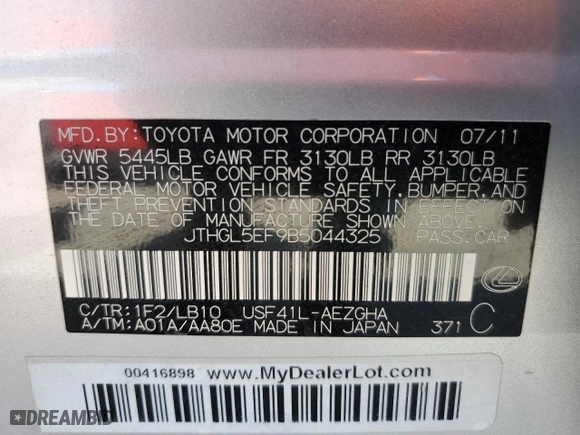 MFD.BY:TOYOTA MOTOR CORPORATION 07/11
GVWR 5445LB GAWR FR 3130LB RR 3130LB
THIS VEHICLE CONFORMS TO ALL APPLICABLE
FEDERAL MOTOR VEHICLE SAFETY,BUMPER,AND
THEFT PREVENTION STANDARDS IN EFFECT ON
THE DATE OF MANUFACTURE SHOWN ABOVE.
JTHGL5EF9B5044325 PASS.CAR
C/TR:1F2/LB10 USF41L-AEZGHA
A/TM:A01A/AA80E MADE IN JAPAN 371 C
00416898 www.MyDealerLot.com
DREAMBID